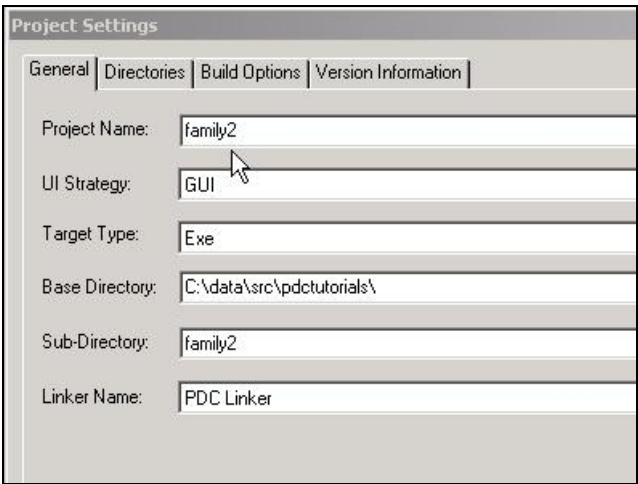 Project Settings
General Directories Build Options Version Information
Project Name: family2
UI Strategy: GUI
Target Type: Exe
Base Directory: C:\data\src\pdctutorials\
Sub-Directory: family2
Linker Name: PDC Linker